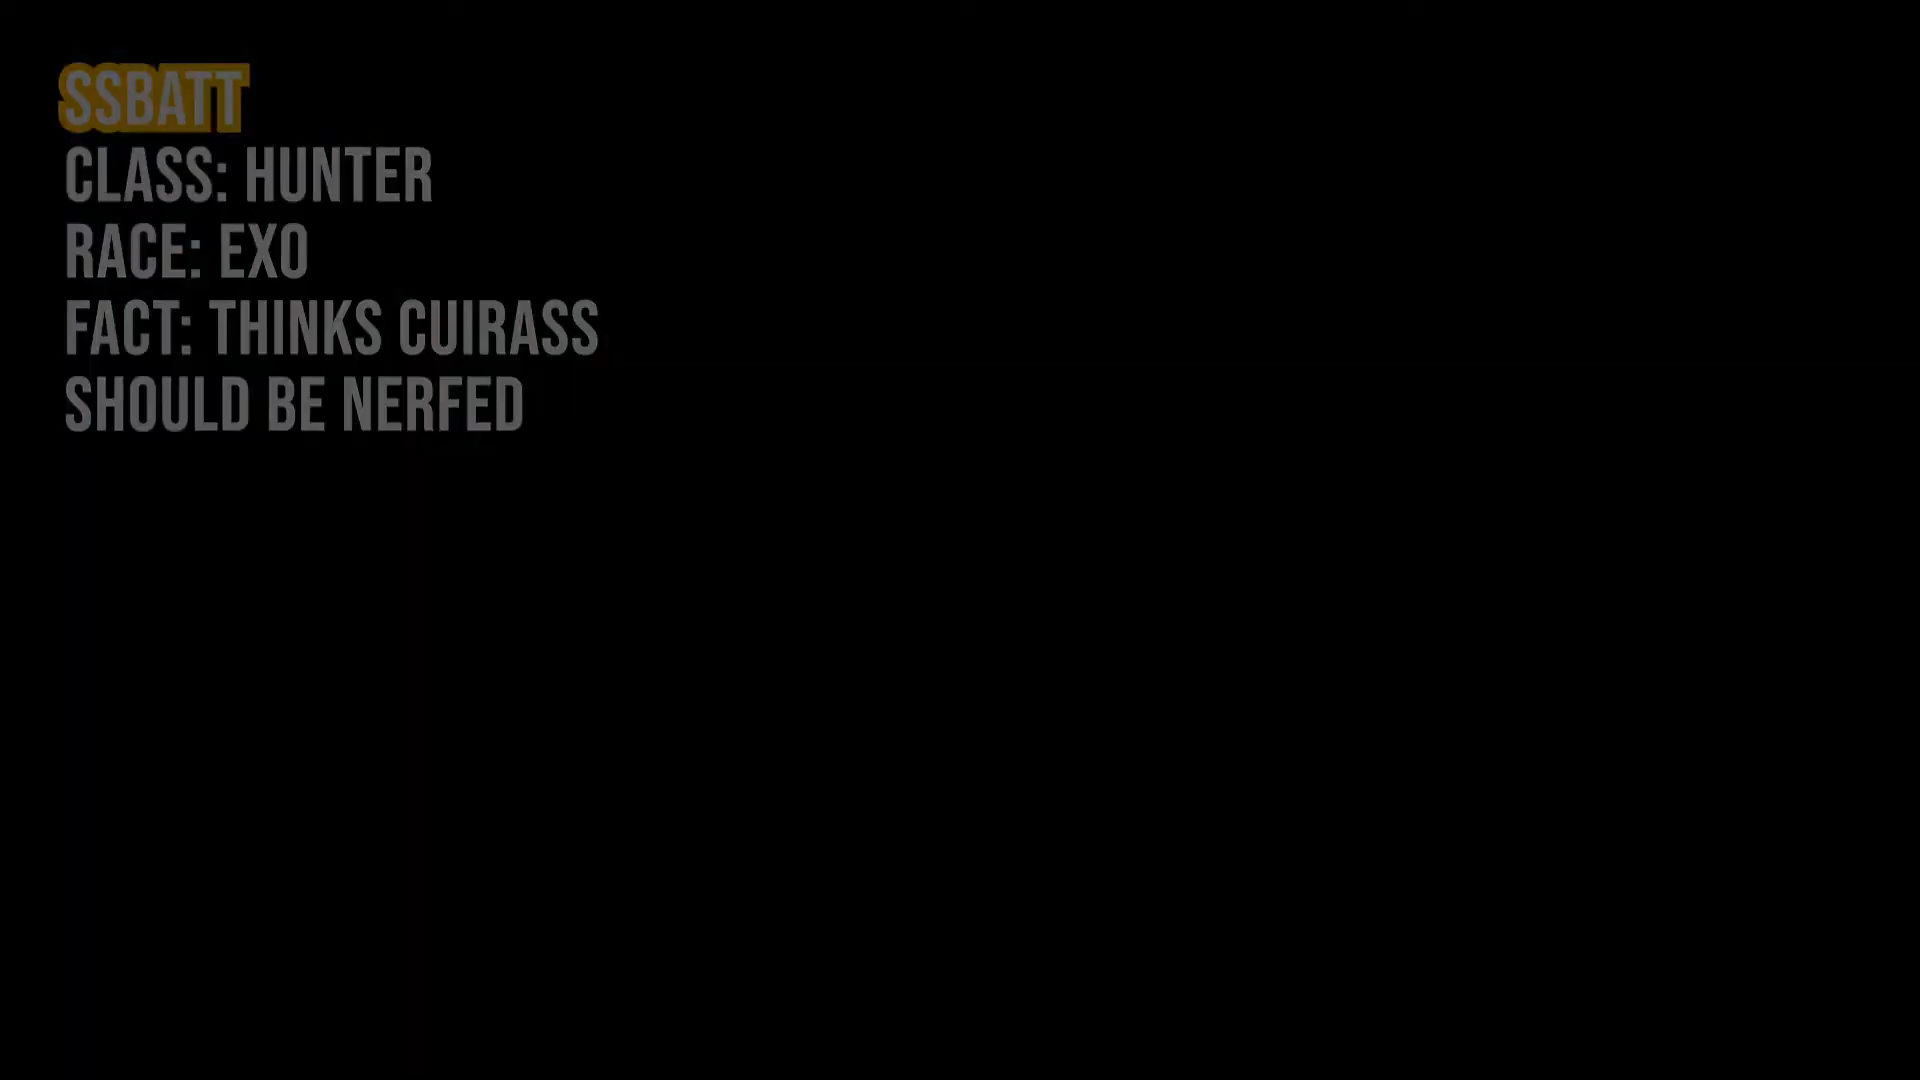 SSBATT
CLASS: HUNTER
RACE: EXO
FACT: THINKS CUIRASS
SHOULD BE NERFED